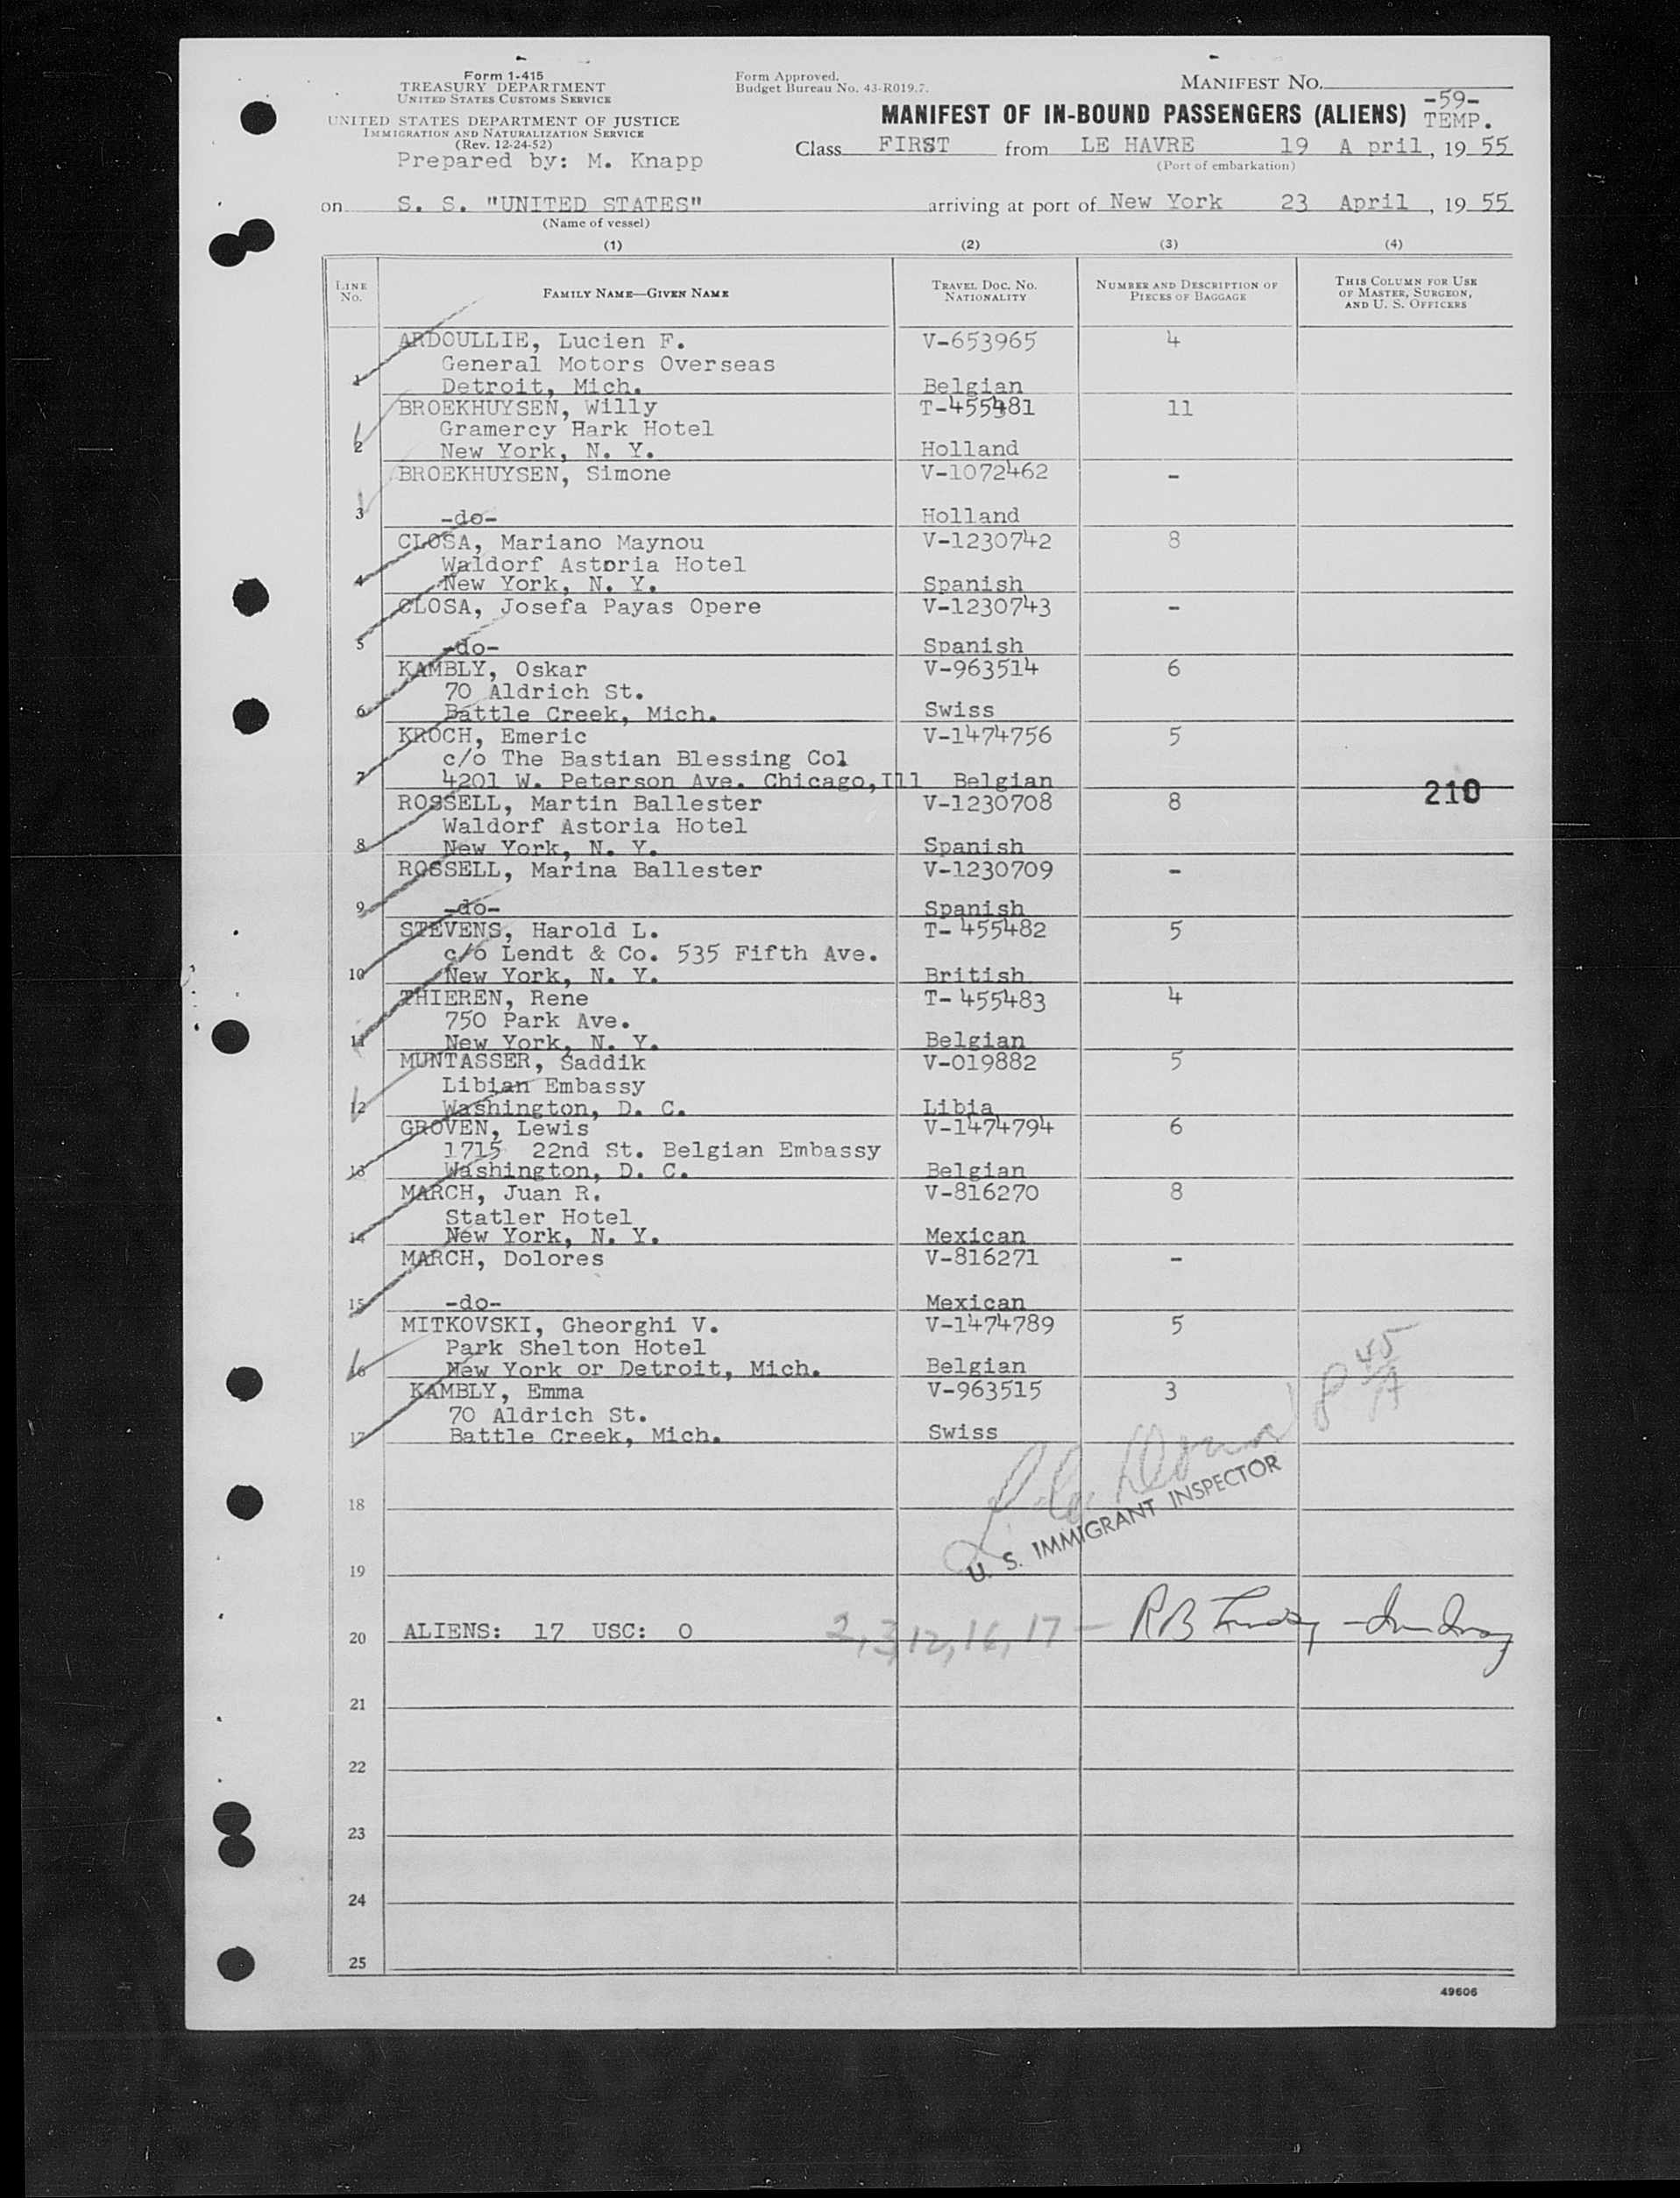 Form 1-415
TREASURY DEPARTMENT
UNITED STATES CUSTOMS SERVICE
UNITED STATES DEPARTMENT OF JUSTICE
IMMIGRATION AND NATURALIZATION SERVICE
(Rev. 12-24-52)
Prepared by: M. Knapp
Form Approved.
Budget Bureau No. 43-R019.7.
MANIFEST NO.
-59-
MANIFEST OF IN-BOUND PASSENGERS (ALIENS) TEMP.
Class FIRST from LE HAVRE 19 A pril, 19 55
(Port of embarkation)
on S. S. "UNITED STATES" arriving at port of New York 23 April, 19 55
(Name of vessel)
(1) (2) (3) (4)
LINE No. FAMILY NAME—GIVEN NAME TRAVEL DOC. NO. NATIONALITY NUMBER AND DESCRIPTION OF PIECES OF BAGGAGE THIS COLUMN FOR USE OF MASTER, SURGEON, AND U. S. OFFICERS
ARDOULLIE, Lucien F. V-653965 4
General Motors Overseas
1 Detroit, Mich. Belgian
BROEKHUYSEN, Willy T-455481 11
Gramercy Hark Hotel
2 New York, N. Y. Holland
BROEKHUYSEN, Simone V-1072462 -
3 -do- Holland
CLOSA, Mariano Maynou V-1230742 8
Waldorf Astoria Hotel
4 New York, N. Y. Spanish
CLOSA, Josefa Payas Opere V-1230743 -
5 -do- Spanish
KAMBLY, Oskar V-963514 6
70 Aldrich St.
6 Battle Creek, Mich. Swiss
KROCH, Emeric V-1474756 5
c/o The Bastian Blessing Col
7 4201 W. Peterson Ave. Chicago,Ill Belgian
210
ROSSELL, Martin Ballester V-1230708 8
Waldorf Astoria Hotel
8 New York, N. Y. Spanish
ROSSELL, Marina Ballester V-1230709 -
9 -do- Spanish
STEVENS, Harold L. T- 455482 5
c/o Lendt & Co. 535 Fifth Ave.
10 New York, N. Y. British
THIEREN, Rene T- 455483 4
750 Park Ave.
11 New York, N. Y. Belgian
MUNTASSER, Saddik V-019882 5
Libian Embassy
12 Washington, D. C. Libia
GROVEN, Lewis V-1474794 6
1715 22nd St. Belgian Embassy
13 Washington, D. C. Belgian
MARCH, Juan R. V-816270 8
Statler Hotel
14 New York, N. Y. Mexican
MARCH, Dolores V-816271 -
15 -do- Mexican
MITKOVSKI, Gheorghi V. V-1474789 5
Park Shelton Hotel
16 New York or Detroit, Mich. Belgian
KAMBLY, Emma V-963515 3
70 Aldrich St.
17 Battle Creek, Mich. Swiss
U. S. IMMIGRANT INSPECTOR
18
19
20 ALIENS: 17 USC: 0 2,3,12,16,17 -
21
22
23
24
25
49606